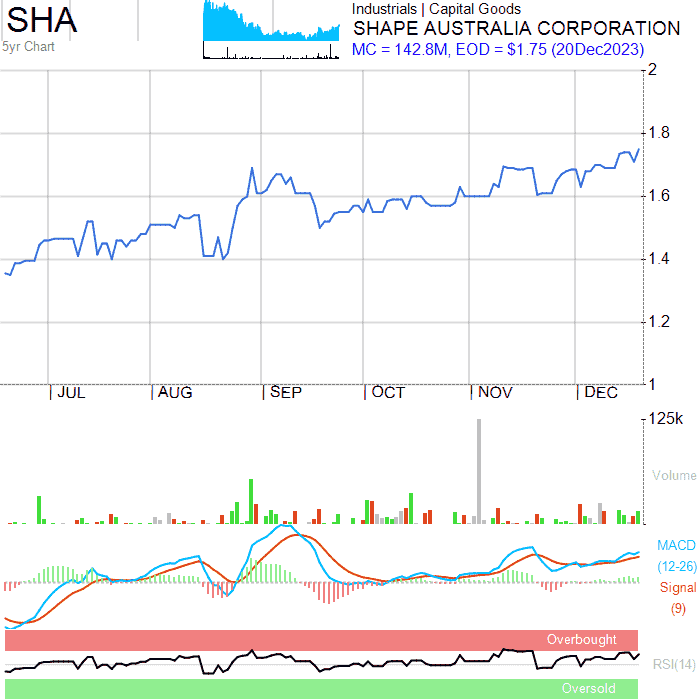 SHA
5yr Chart
Industrials | Capital Goods
SHAPE AUSTRALIA CORPORATION
MC = 142.8M, EOD = $1.75 (20Dec2023)
2
1.8
1.6
1.4
1.2
1
JUL AUG SEP OCT NOV DEC
125k
Volume
MACD
(12-26)
Signal
(9)
Overbought
RSI(14)
Oversold